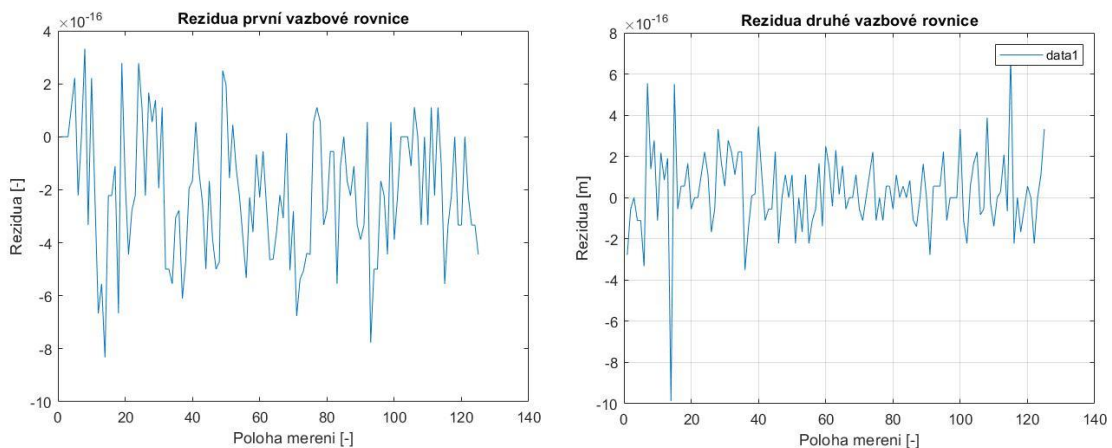 Rezidua první vazbové rovnice
×10⁻¹⁶
4
2
0
-2
-4
-6
-8
-10
Rezidua [-]
0 20 40 60 80 100 120 140
Poloha mereni [-]
Rezidua druhé vazbové rovnice
×10⁻¹⁶
data1
8
6
4
2
0
-2
-4
-6
-8
-10
Rezidua [m]
0 20 40 60 80 100 120 140
Poloha mereni [-]